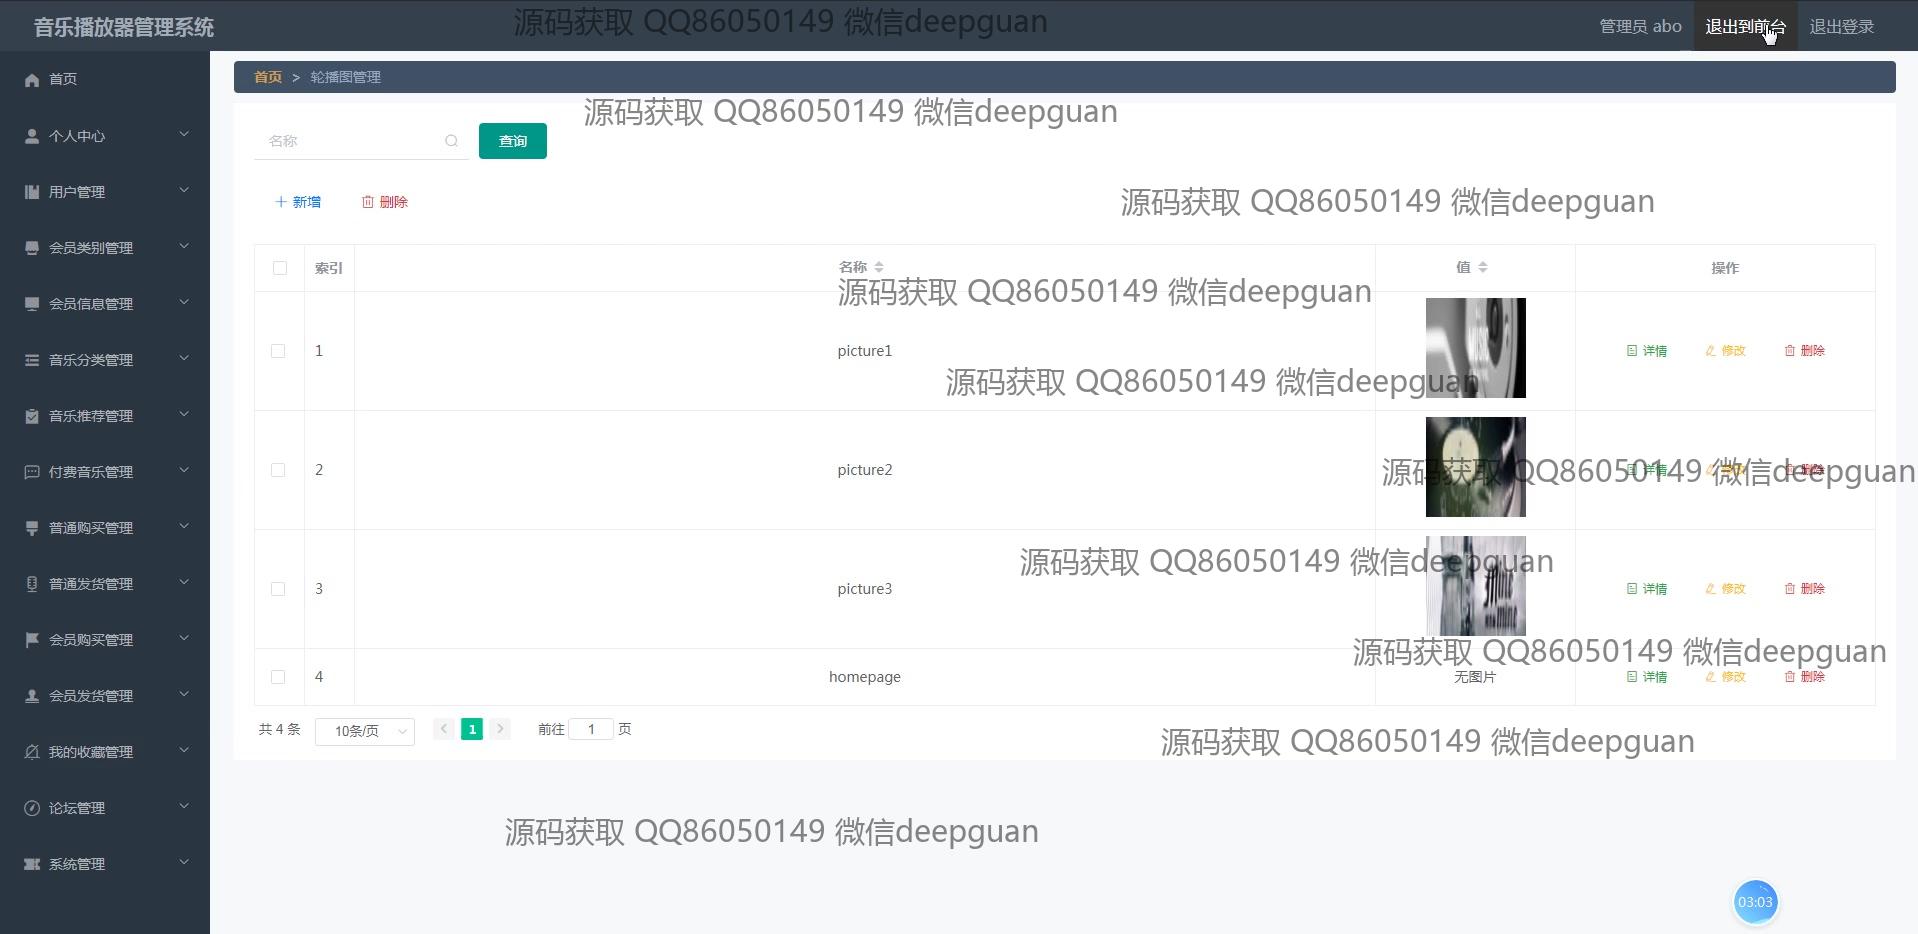 音乐播放器管理系统
源码获取 QQ86050149 微信deepguan
管理员 abo
退出到前台
退出登录
首页
个人中心
用户管理
会员类别管理
会员信息管理
音乐分类管理
音乐推荐管理
付费音乐管理
普通购买管理
普通发货管理
会员购买管理
会员发货管理
我的收藏管理
论坛管理
系统管理
首页 > 轮播图管理
源码获取 QQ86050149 微信deepguan
名称
查询
源码获取 QQ86050149 微信deepguan
新增
删除
索引 名称 值 操作
源码获取 QQ86050149 微信deepguan
1 picture1 详情 修改 删除
源码获取 QQ86050149 微信deepguan
2 picture2 详情 修改 删除
源码获取 QQ86050149 微信deepguan
源码获取 QQ86050149 微信deepguan
3 picture3 详情 修改 删除
源码获取 QQ86050149 微信deepguan
4 homepage 无图片 详情 修改 删除
共 4 条 10条/页 < 1 > 前往 1 页
源码获取 QQ86050149 微信deepguan
源码获取 QQ86050149 微信deepguan
03:03